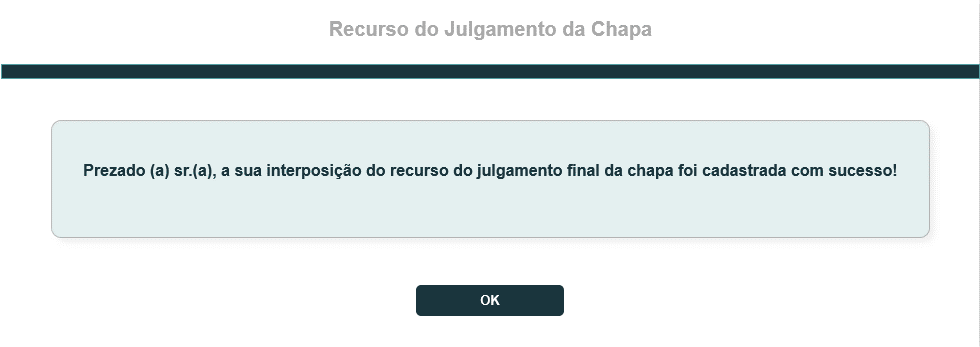 Recurso do Julgamento da Chapa
Prezado (a) sr.(a), a sua interposição do recurso do julgamento final da chapa foi cadastrada com sucesso!
OK